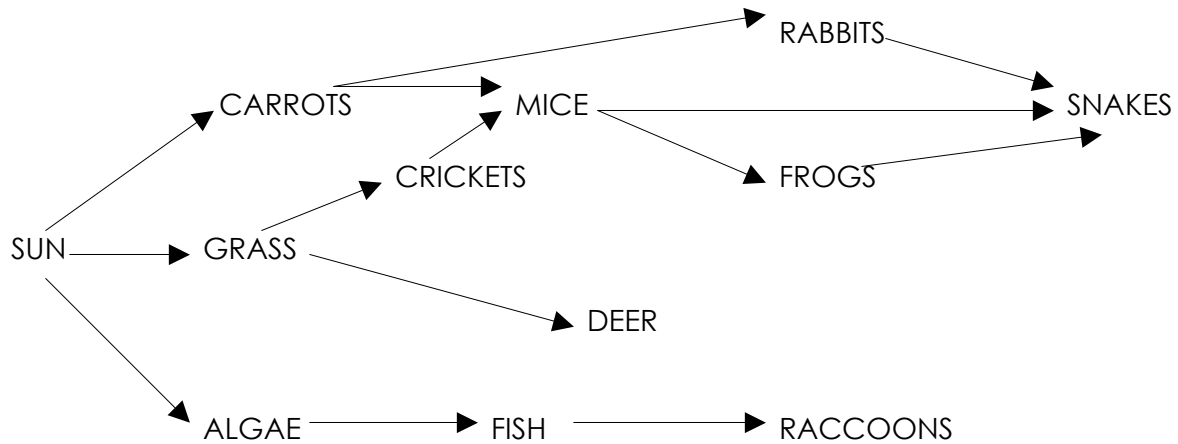 RABBITS
CARROTS
MICE
SNAKES
CRICKETS
FROGS
SUN
GRASS
DEER
ALGAE
FISH
RACCOONS